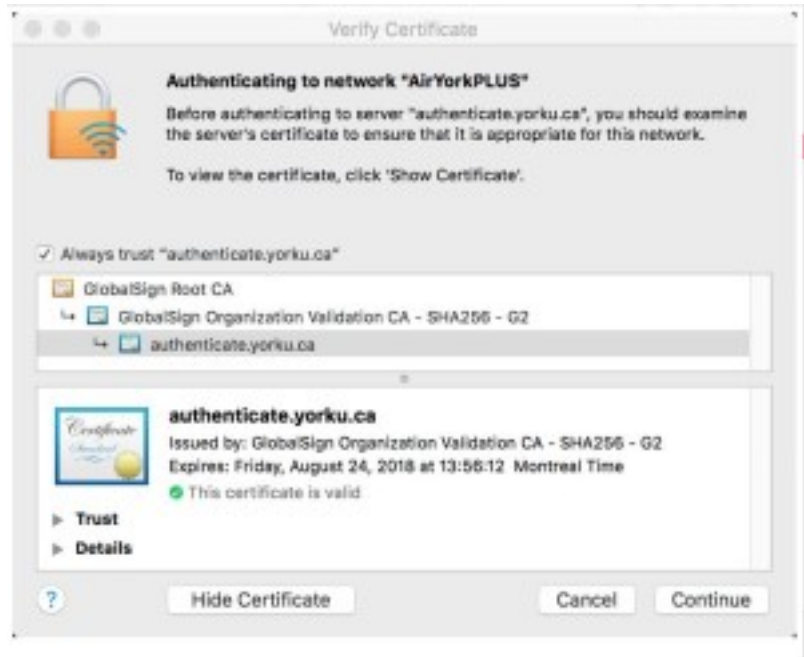 Verify Certificate
Authenticating to network "AirYorkPLUS"
Before authenticating to server "authenticate.yorku.ca", you should examine
the server's certificate to ensure that it is appropriate for this network.
To view the certificate, click 'Show Certificate'.
Always trust "authenticate.yorku.ca"
GlobalSign Root CA
GlobalSign Organization Validation CA - SHA256 - G2
authenticate.yorku.ca
Certificate
authenticate.yorku.ca
Issued by: GlobalSign Organization Validation CA - SHA256 - G2
Expires: Friday, August 24, 2018 at 13:56:12 Montreal Time
This certificate is valid
Trust
Details
? Hide Certificate Cancel Continue